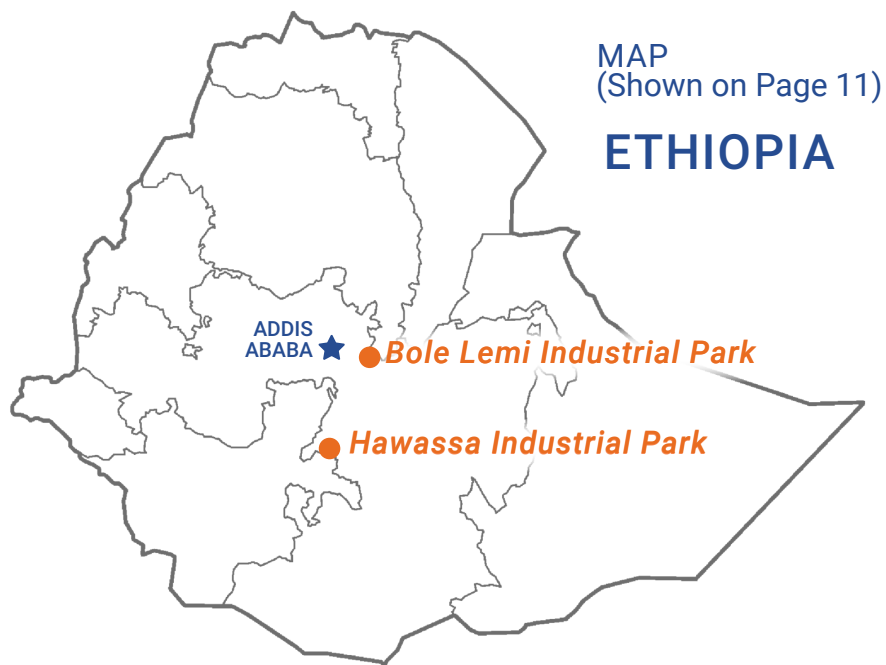 MAP
(Shown on Page 11)
ETHIOPIA
ADDIS
ABABA
Bole Lemi Industrial Park
Hawassa Industrial Park